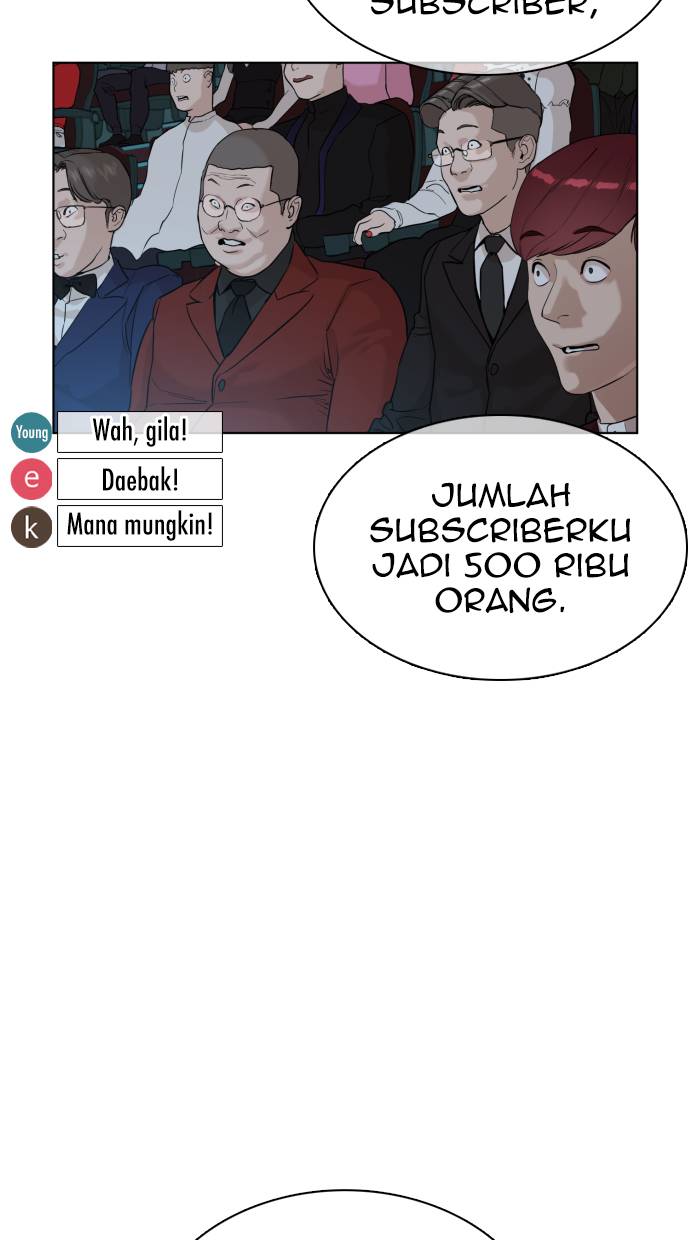 SUBSCRIBER,
Young
Wah, gila!
e
Daebak!
k
Mana mungkin!
JUMLAH
SUBSCRIBERKU
JADI 500 RIBU
ORANG.